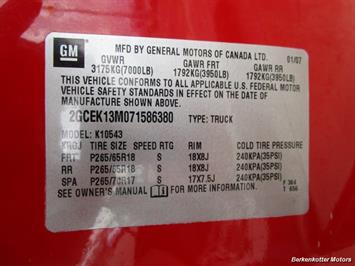 GM
MFD BY GENERAL MOTORS OF CANADA LTD.
01/07
GVWR GAWR FRT GAWR RR
3175KG(7000LB) 1792KG(3950LB) 1792KG(3950LB)
THIS VEHICLE CONFORMS TO ALL APPLICABLE U.S. FEDERAL MOTOR
VEHICLE SAFETY STANDARDS IN EFFECT ON THE DATE OF
MANUFACTURE SHOWN ABOVE.
2GCEK13M071586380 TYPE: TRUCK
MODEL: K10543
TIRE SIZE SPEED RTG RIM COLD TIRE PRESSURE
FRT P265/65R18 S 18X8J 240KPA(35PSI)
RR P265/65R18 S 18X8J 240KPA(35PSI)
SPA P265/70R17 S 17X7.5J 240KPA(35PSI)
SEE OWNER'S MANUAL FOR MORE INFORMATION.
Berkenkotter Motors